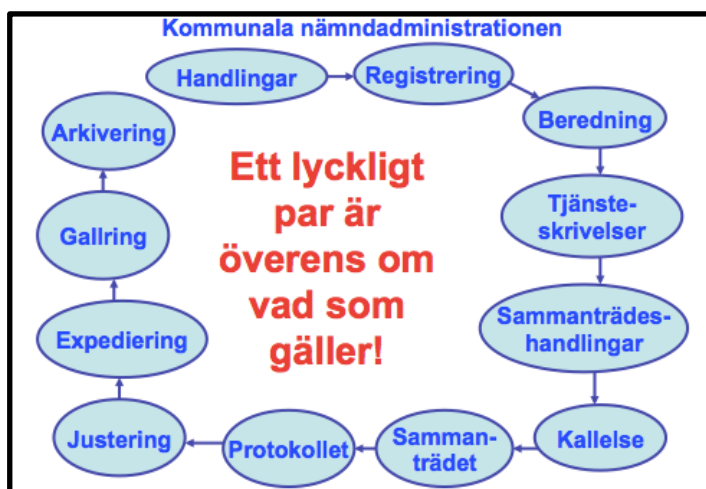 Kommunala nämndadministrationen
Handlingar
Registrering
Beredning
Tjänste-
skrivelser
Sammanträdes-
handlingar
Kallelse
Samman-
trädet
Protokollet
Justering
Expediering
Gallring
Arkivering
Ett lyckligt
par är
överens om
vad som
gäller!